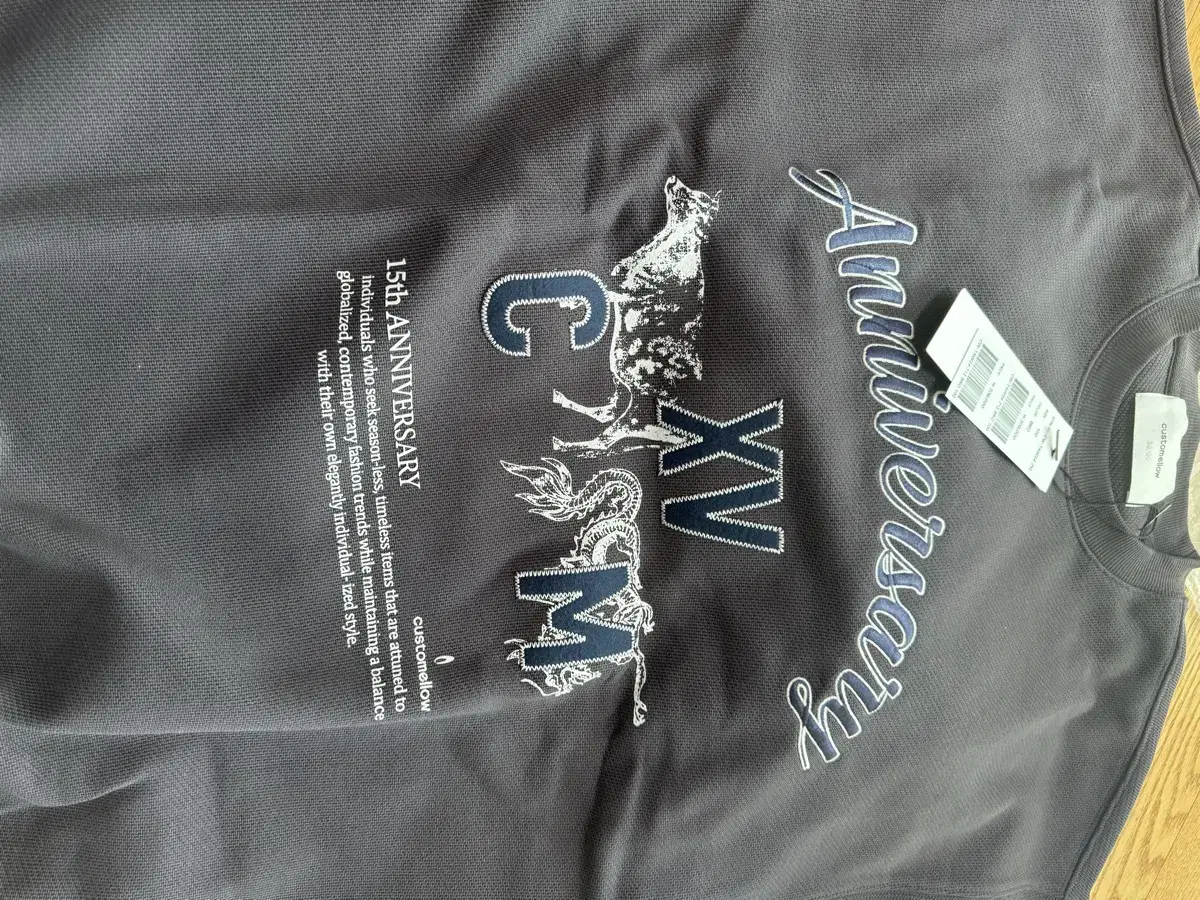 customellow
Anniversary
XV
C M
customellow
15th ANNIVERSARY
individuals who seek season-less, timeless items that are attuned to
globalized, contemporary fashion trends while maintaining a balance
with their own elegantly individual- ized style.